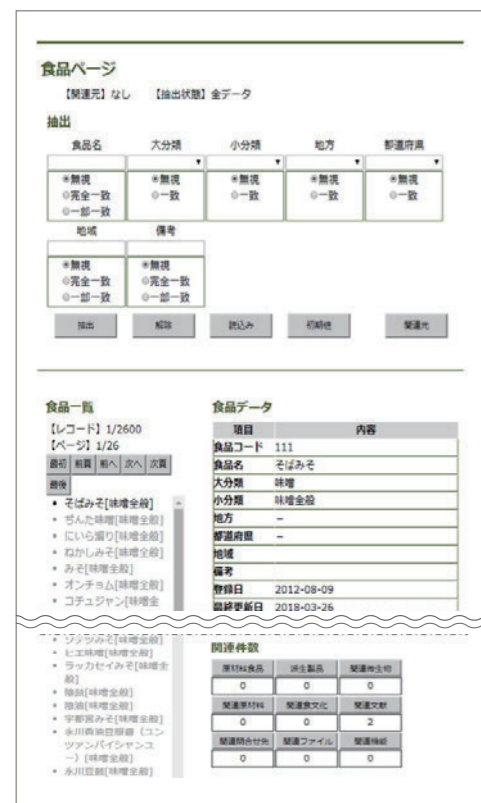 食品ページ
【関連元】なし 【抽出状態】全データ
抽出
食品名 大分類 小分類 地方 都道府県
無視 無視 無視 無視 無視
完全一致 一致 一致 一致 一致
一部一致
地域 備考
無視 無視
完全一致 完全一致
一部一致 一部一致
抽出 解除 読込み 初期値 関連元
食品一覧
【レコード】1/2600
【ページ】1/26
最初 前頁 前へ 次へ 次頁
最後
そばみそ[味噌全般]
ぢんた味噌[味噌全般]
にいら溜り[味噌全般]
ねかしみそ[味噌全般]
みそ[味噌全般]
オンチョム[味噌全般]
コチュジャン[味噌全
ソテツみそ[味噌全般]
ヒエ味噌[味噌全般]
ラッカセイみそ[味噌全
般]
陰鼓[味噌全般]
陰油[味噌全般]
宇都宮みそ[味噌全般]
永川香油豆瓣醤（ユン
ツァンパイシャンユ
ー）[味噌全般]
永川豆鼓[味噌全般]
食品データ
項目 内容
食品コード 111
食品名 そばみそ
大分類 味噌
小分類 味噌全般
地方 –
都道府県 –
地域
備考
登録日 2012-08-09
最終更新日 2018-03-26
関連件数
原材料食品 派生製品 関連微生物
0 0 0
関連原材料 関連食文化 関連文献
0 0 2
関連問合せ先 関連ファイル 関連機能
0 0 0